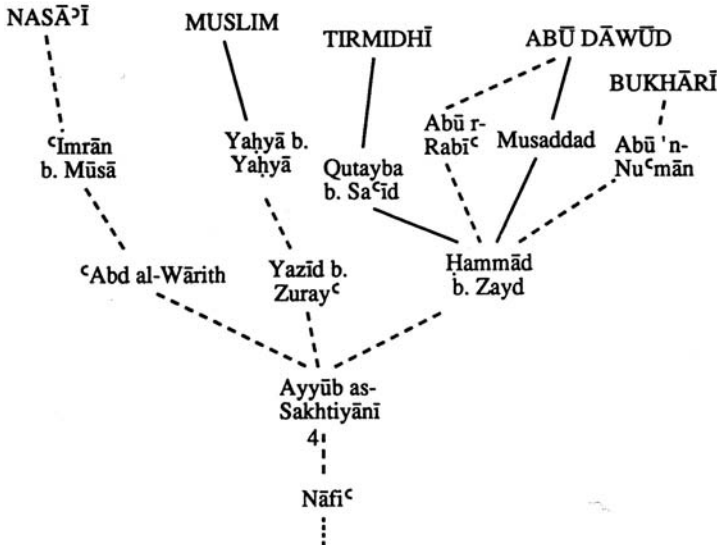 NASĀʾĪ
MUSLIM
TIRMIDHĪ
ABŪ DĀWŪD
BUKHĀRĪ
ʿImrān
b. Mūsā
Yaḥyā b.
Yaḥyā
Qutayba
b. Saʿīd
Abū r-
Rabīʿ
Musaddad
Abū 'n-
Nuʿmān
ʿAbd al-Wārith
Yazīd b.
Zurayʿ
Ḥammād
b. Zayd
Ayyūb as-
Sakhtiyānī
4
Nāfiʿ